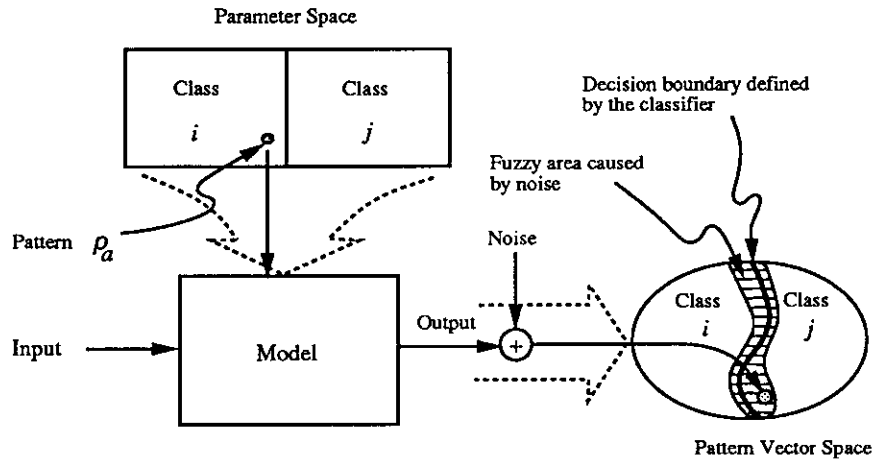 Parameter Space
Class
i
Class
j
Decision boundary defined
by the classifier
Fuzzy area caused
by noise
Pattern ρa
Noise
Class
i
Class
j
Output
+
Input
Model
Pattern Vector Space